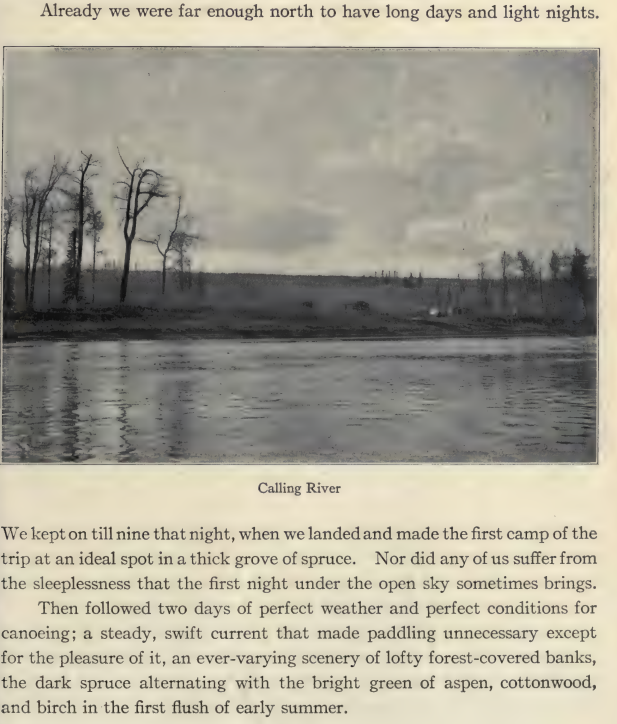 Already we were far enough north to have long days and light nights.
Calling River
We kept on till nine that night, when we landed and made the first camp of the
trip at an ideal spot in a thick grove of spruce. Nor did any of us suffer from
the sleeplessness that the first night under the open sky sometimes brings.
Then followed two days of perfect weather and perfect conditions for
canoeing; a steady, swift current that made paddling unnecessary except
for the pleasure of it, an ever-varying scenery of lofty forest-covered banks,
the dark spruce alternating with the bright green of aspen, cottonwood,
and birch in the first flush of early summer.